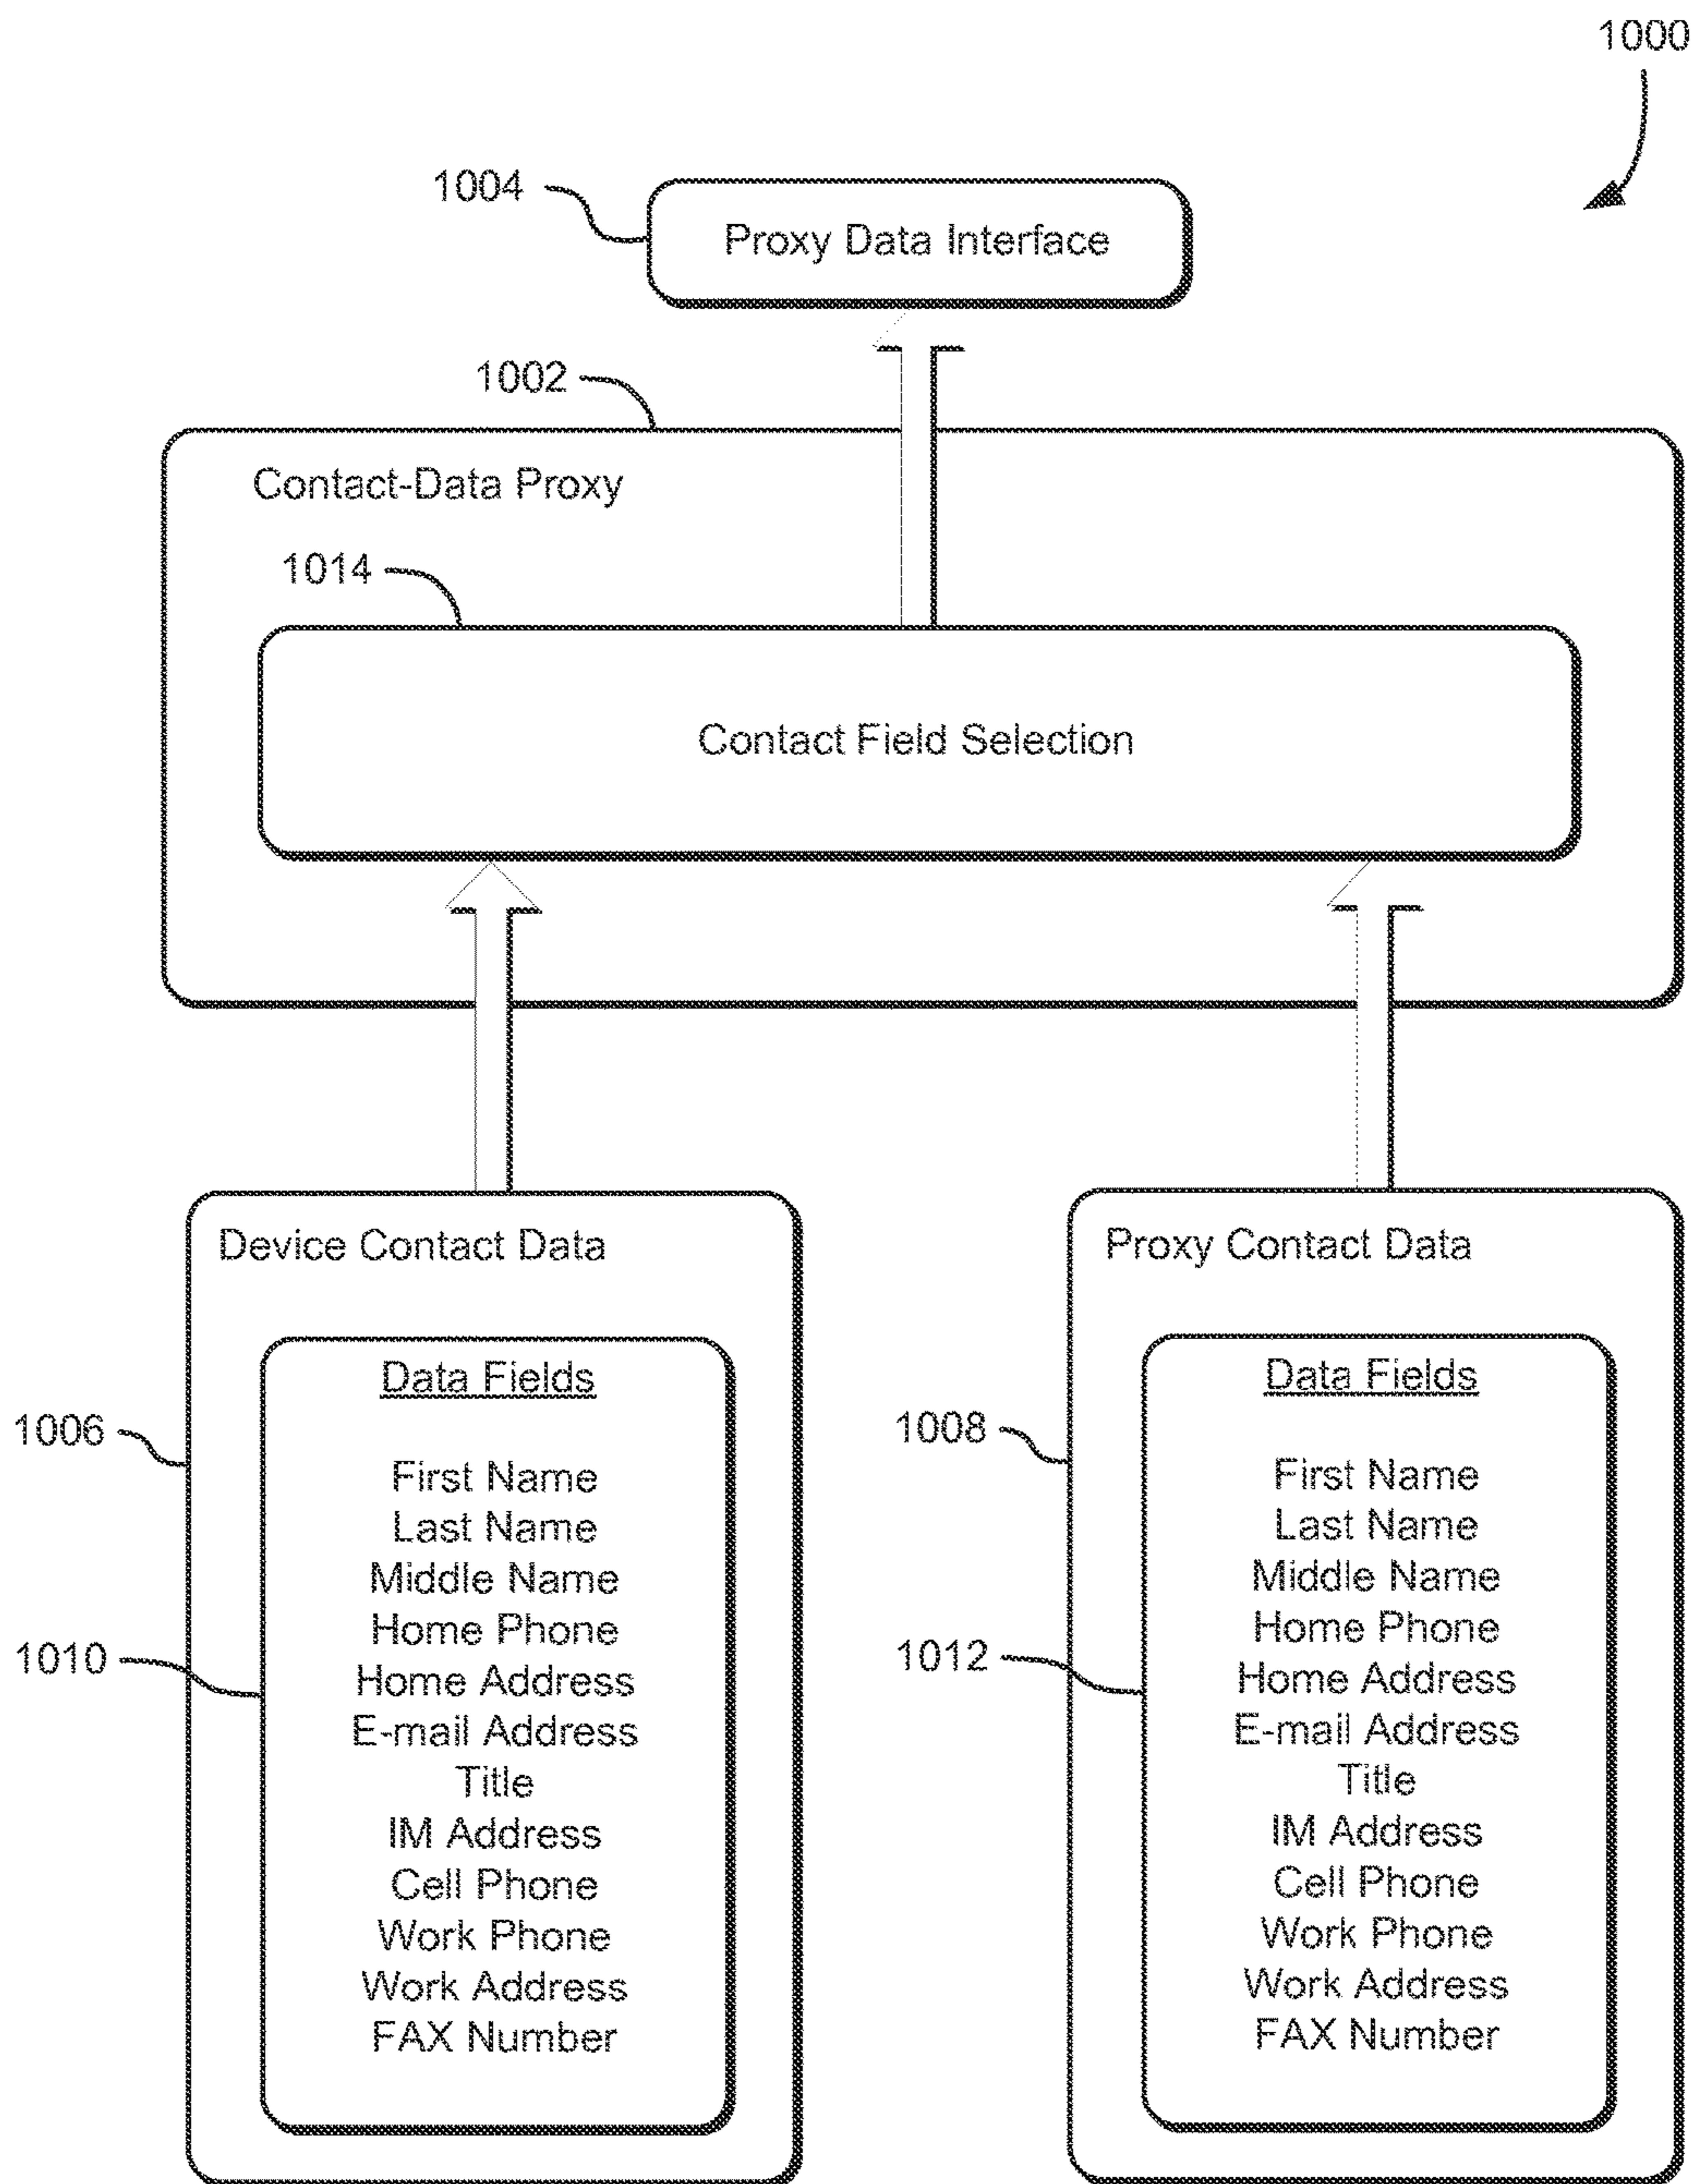 1000
1004
Proxy Data Interface
1002
Contact-Data Proxy
1014
Contact Field Selection
Device Contact Data
Data Fields
1006
First Name
Last Name
Middle Name
Home Phone
1010
Home Address
E-mail Address
Title
IM Address
Cell Phone
Work Phone
Work Address
FAX Number
Proxy Contact Data
Data Fields
1008
First Name
Last Name
Middle Name
Home Phone
1012
Home Address
E-mail Address
Title
IM Address
Cell Phone
Work Phone
Work Address
FAX Number